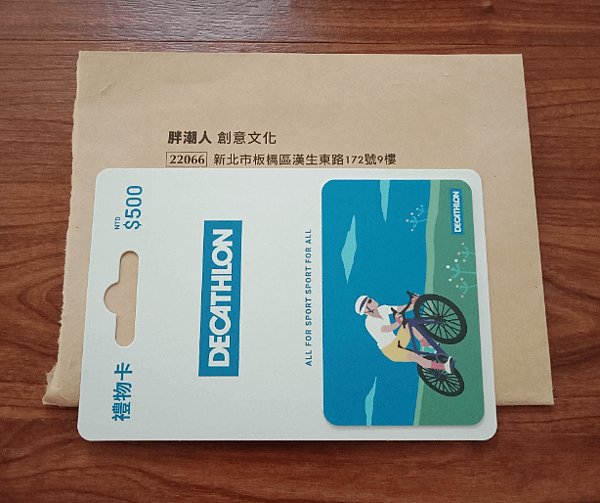 胖潮人 創意文化
22066 新北市板橋區漢生東路172號9樓
NTD $500
DECATHLON
ALL FOR SPORT SPORT FOR ALL
禮物卡
DECATHLON